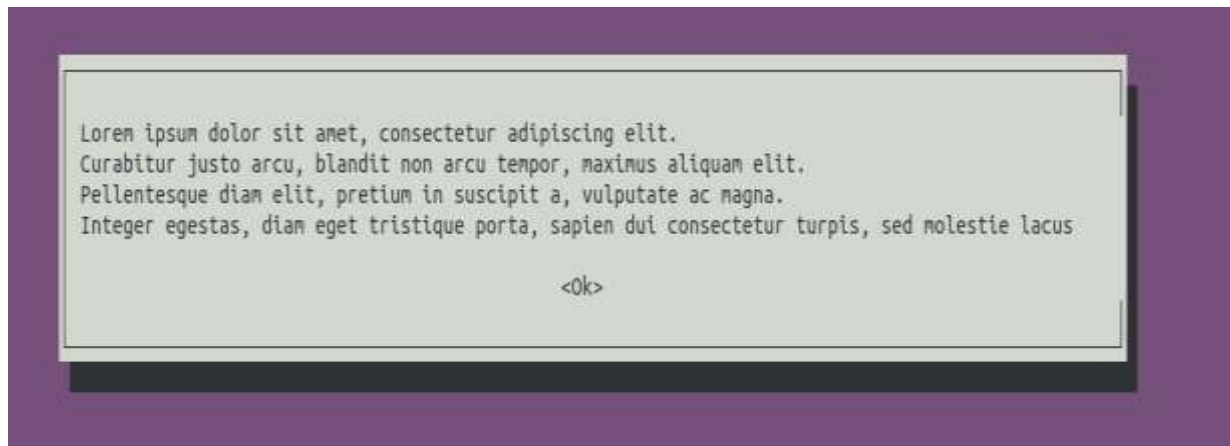 Lorem ipsum dolor sit amet, consectetur adipiscing elit.
Curabitur justo arcu, blandit non arcu tempor, maximus aliquam elit.
Pellentesque diam elit, pretium in suscipit a, vulputate ac magna.
Integer egestas, diam eget tristique porta, sapien dui consectetur turpis, sed molestie lacus
<Ok>